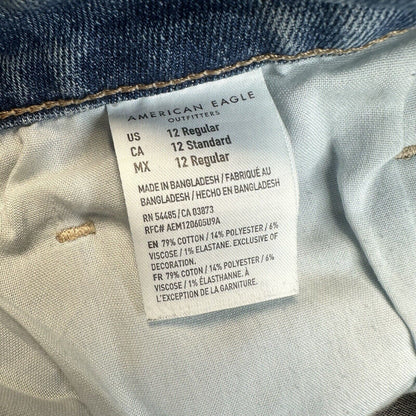 AMERICAN EAGLE
OUTFITTERS
US 12 Regular
CA 12 Standard
MX 12 Regular
MADE IN BANGLADESH / FABRIQUÉ AU
BANGLADESH / HECHO EN BANGLADESH
RN 54485 / CA 03873
RFC# AEM120605U9A
EN 79% COTTON / 14% POLYESTER / 6%
VISCOSE / 1% ELASTANE. EXCLUSIVE OF
DECORATION.
FR 79% COTON / 14% POLYESTER / 6%
VISCOSE / 1% ÉLASTHANNE. À
L'EXCEPTION DE LA GARNITURE.